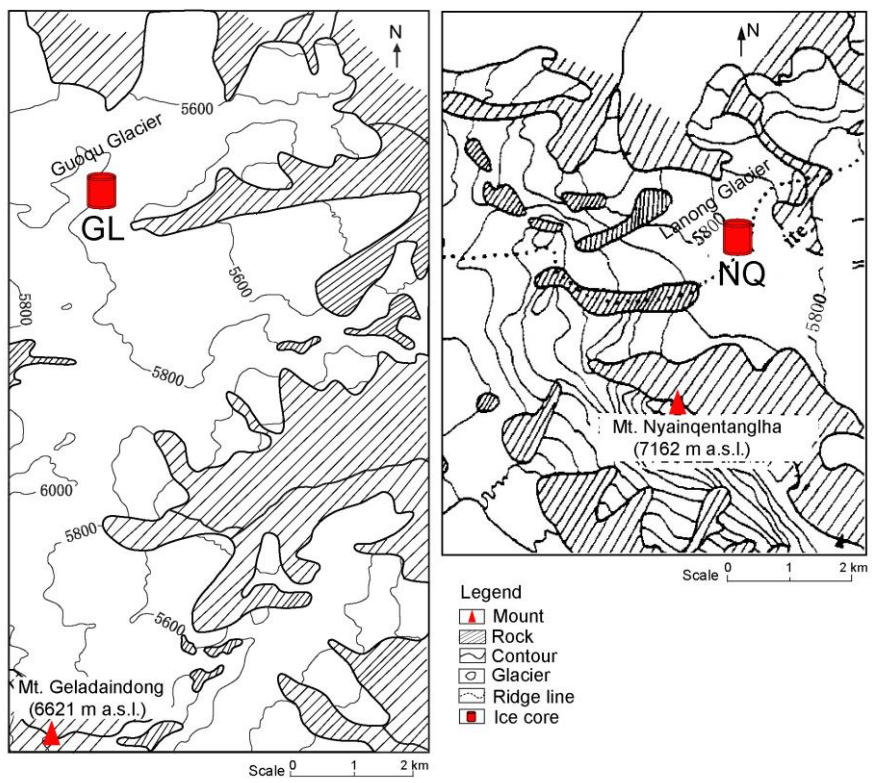 N
5600
Guoqu Glacier
GL
5600
5800
5800
6000
5800
5600
Mt. Geladaindong
(6621 m a.s.l.)
Scale 0 1 2 km
N
Lanong Glacier
5800
NQ
ite
5800
Mt. Nyainqentanglha
(7162 m a.s.l.)
Scale 0 1 2 km
Legend
Mount
Rock
Contour
Glacier
Ridge line
Ice core